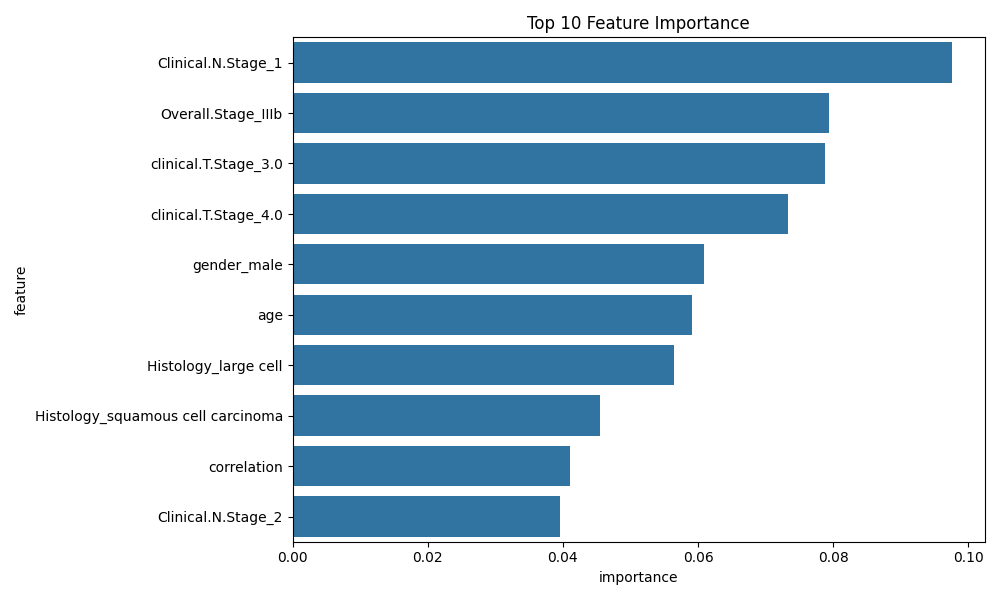 Top 10 Feature Importance
feature
Clinical.N.Stage_1
Overall.Stage_IIIb
clinical.T.Stage_3.0
clinical.T.Stage_4.0
gender_male
age
Histology_large cell
Histology_squamous cell carcinoma
correlation
Clinical.N.Stage_2
0.00 0.02 0.04 0.06 0.08 0.10
importance